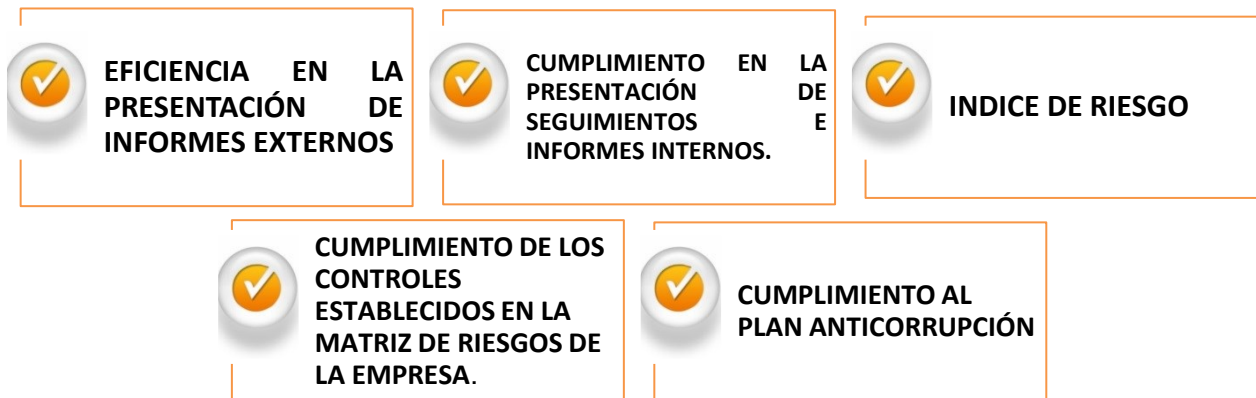 EFICIENCIA EN LA
PRESENTACIÓN DE
INFORMES EXTERNOS
CUMPLIMIENTO EN LA
PRESENTACIÓN DE
SEGUIMIENTOS E
INFORMES INTERNOS.
INDICE DE RIESGO
CUMPLIMIENTO DE LOS
CONTROLES
ESTABLECIDOS EN LA
MATRIZ DE RIESGOS DE
LA EMPRESA.
CUMPLIMIENTO AL
PLAN ANTICORRUPCIÓN